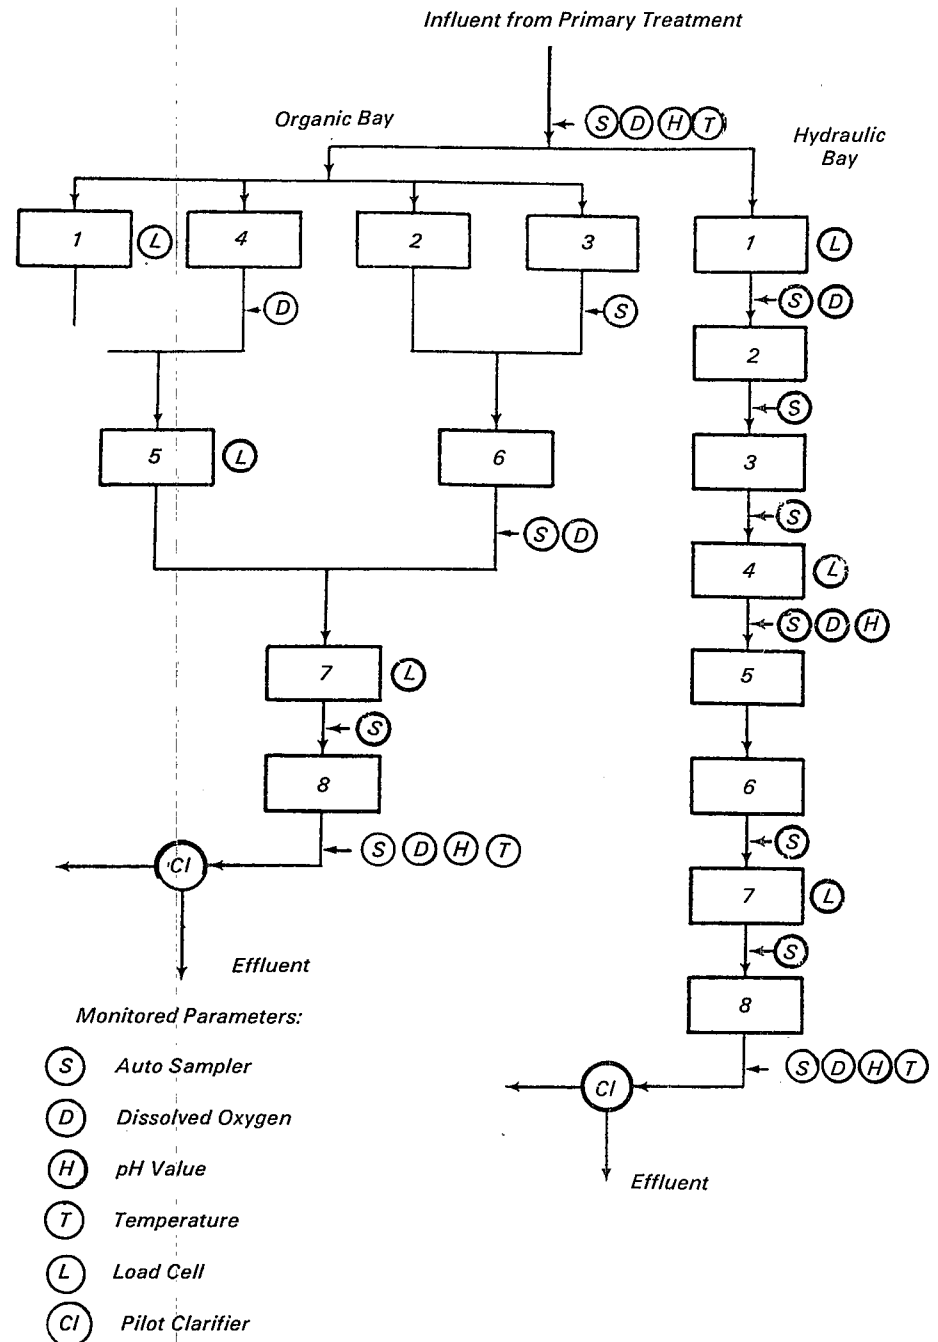 Influent from Primary Treatment
S D H T
Organic Bay
Hydraulic
Bay
1 L 4 2 3 1 L
D S S D
2
S
5 L 6 3
S D S
4 L
S D H
7 L 5
S
8 6
S D H T S
Cl 7 L
S
Effluent
8
Monitored Parameters:
S Auto Sampler S D H T
Cl
D Dissolved Oxygen
H pH Value
Effluent
T Temperature
L Load Cell
Cl Pilot Clarifier